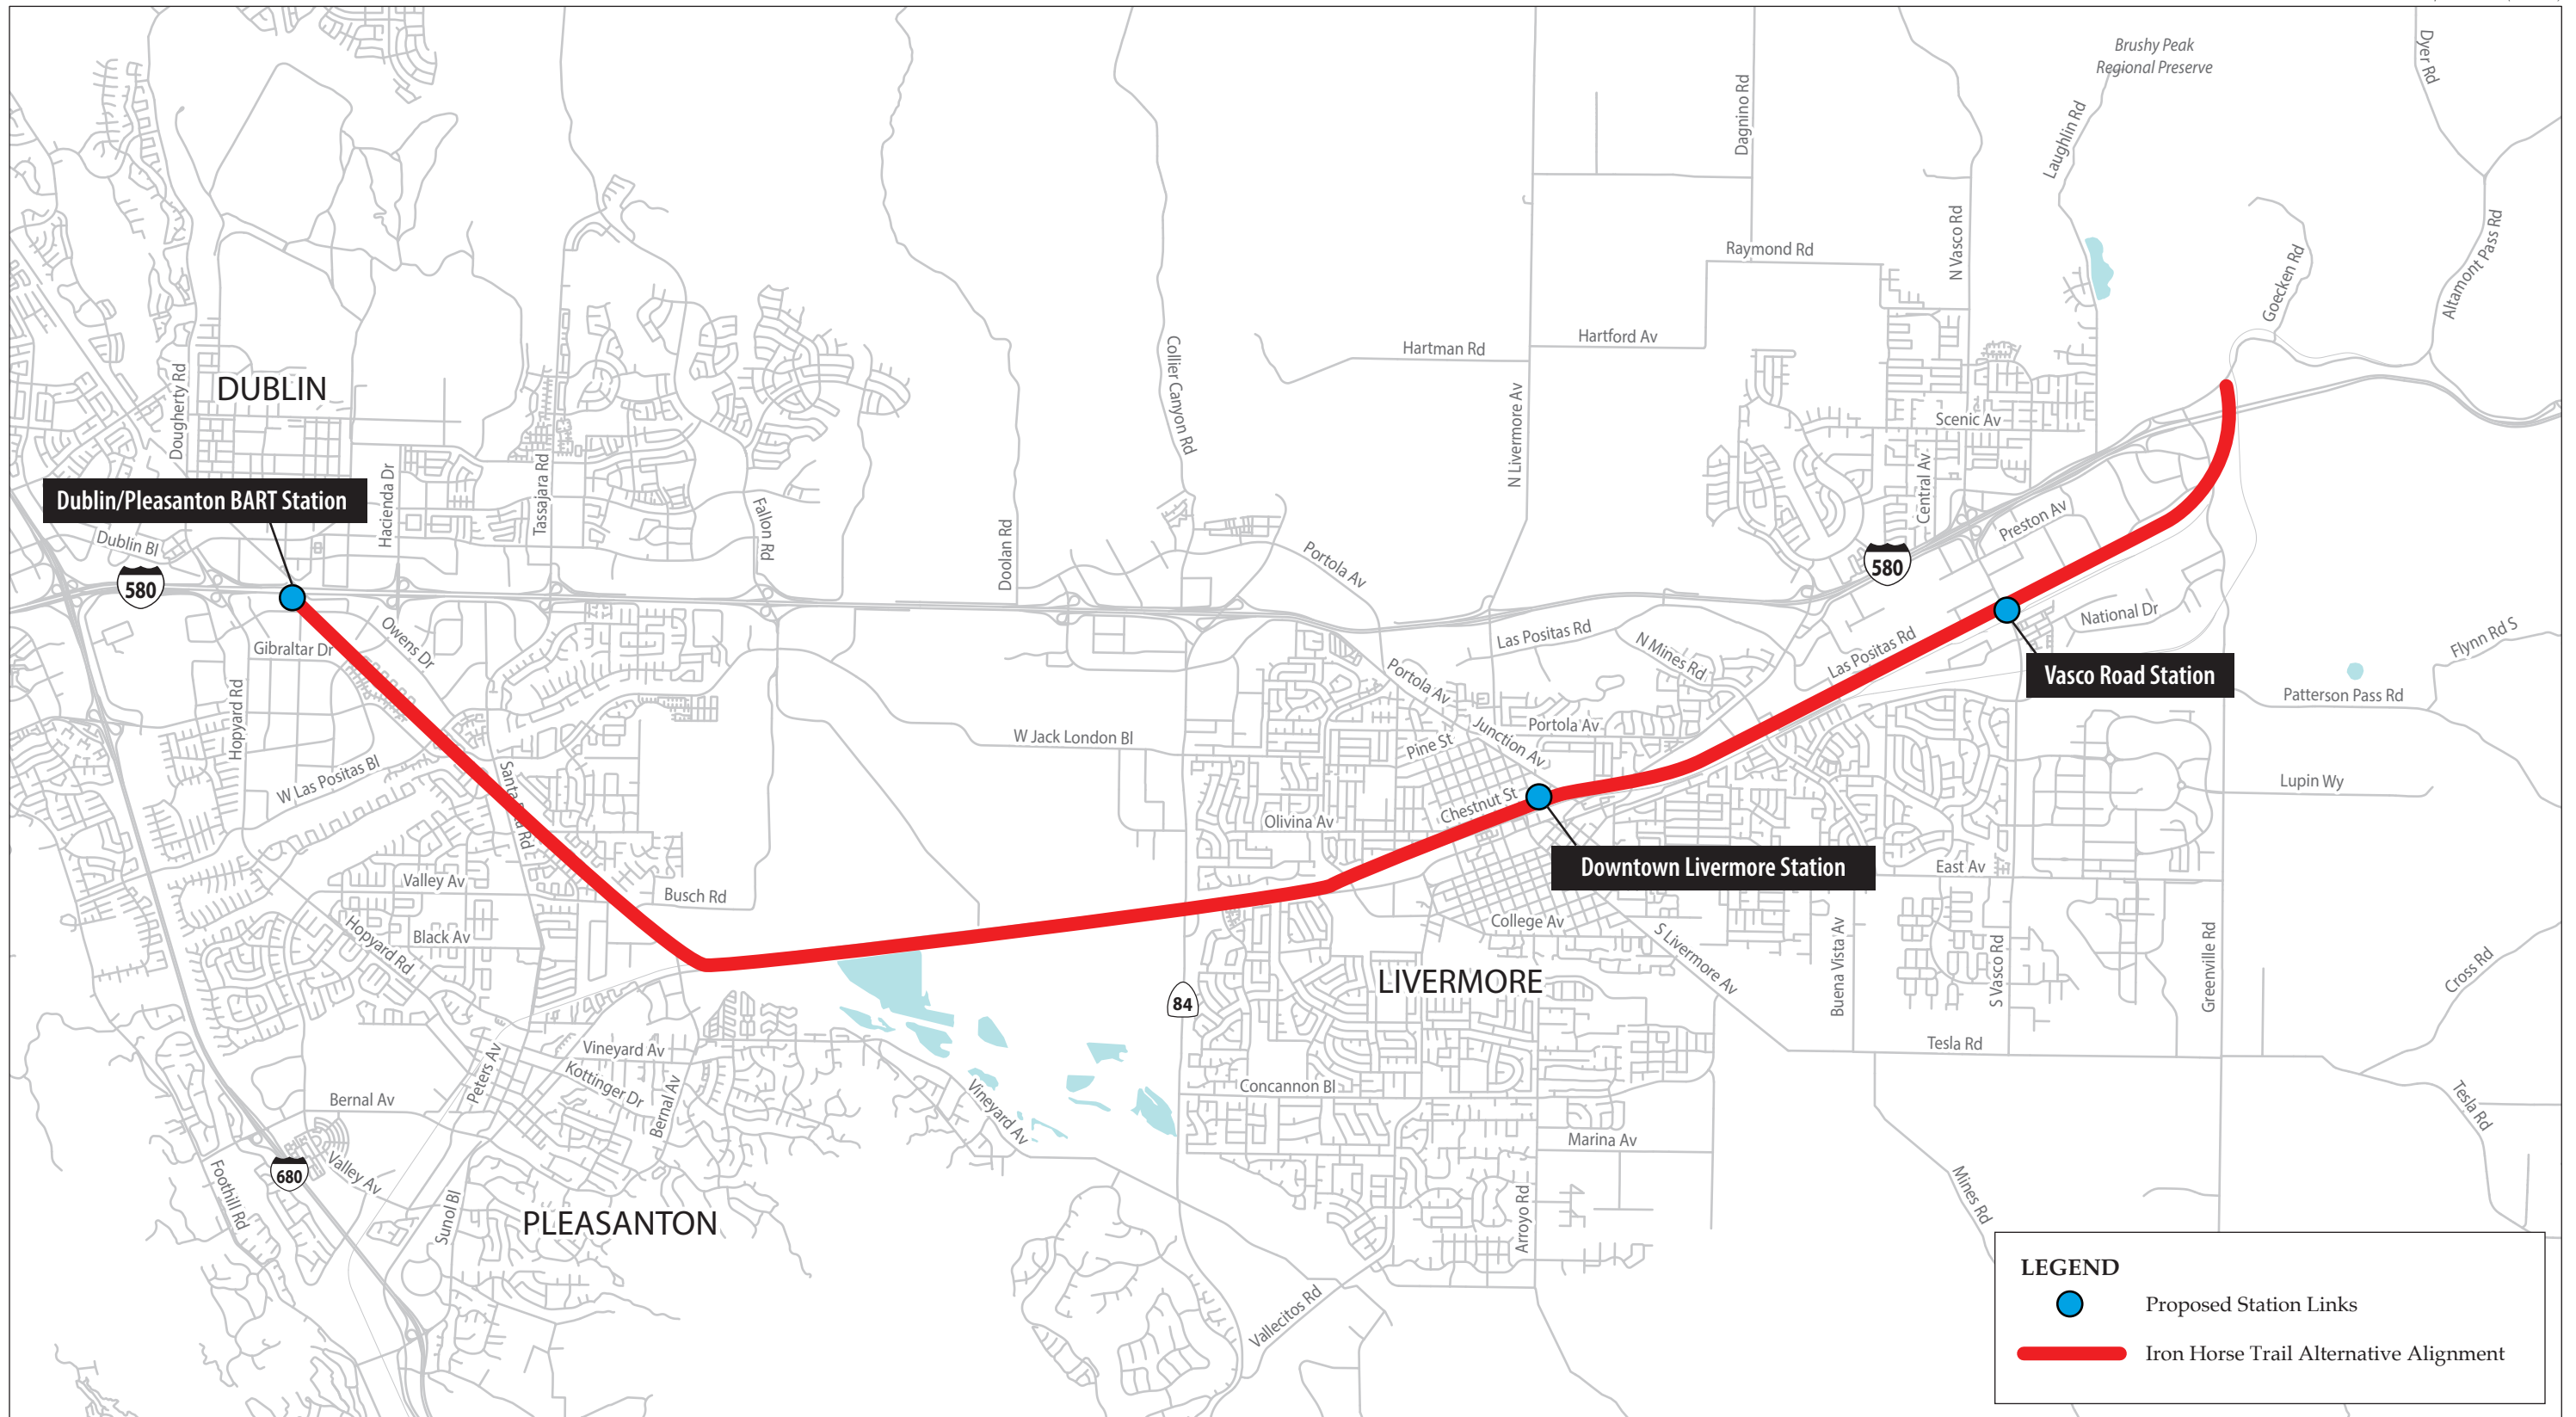 Brushy Peak
Regional Preserve
Dyer Rd
Dagnino Rd
Laughlin Rd
N Vasco Rd
Raymond Rd
Goecken Rd
Altamont Pass Rd
Hartman Rd
Hartford Av
Collier Canyon Rd
N Livermore Av
DUBLIN
Dougherty Rd
Scenic Av
Central Av
Hacienda Dr
Tassajara Rd
Fallon Rd
Doolan Rd
Dublin/Pleasanton BART Station
Dublin Bl
580
Portola Av
Preston Av
580
Owens Dr
Gibraltar Dr
Las Positas Rd
N Mines Rd
Las Positas Rd
National Dr
Flynn Rd S
Vasco Road Station
Patterson Pass Rd
Hopyard Rd
Portola Av
Portola Av
Junction Av
Pine St
W Jack London Bl
W Las Positas Bl
Lupin Wy
Chestnut St
Olivina Av
Downtown Livermore Station
East Av
Valley Av
Busch Rd
College Av
Hopyard Rd
Black Av
S Livermore Av
Buena Vista Av
S Vasco Rd
Greenville Rd
Cross Rd
LIVERMORE
84
Tesla Rd
Vineyard Av
Kottinger Dr
Peters Av
Bernal Av
Bernal Av
Vineyard Av
Concannon Bl
Tesla Rd
Marina Av
Mines Rd
Arroyo Rd
680
Valley Av
Foothill Rd
Sunol Bl
PLEASANTON
Vallecitos Rd
LEGEND
Proposed Station Links
Iron Horse Trail Alternative Alignment